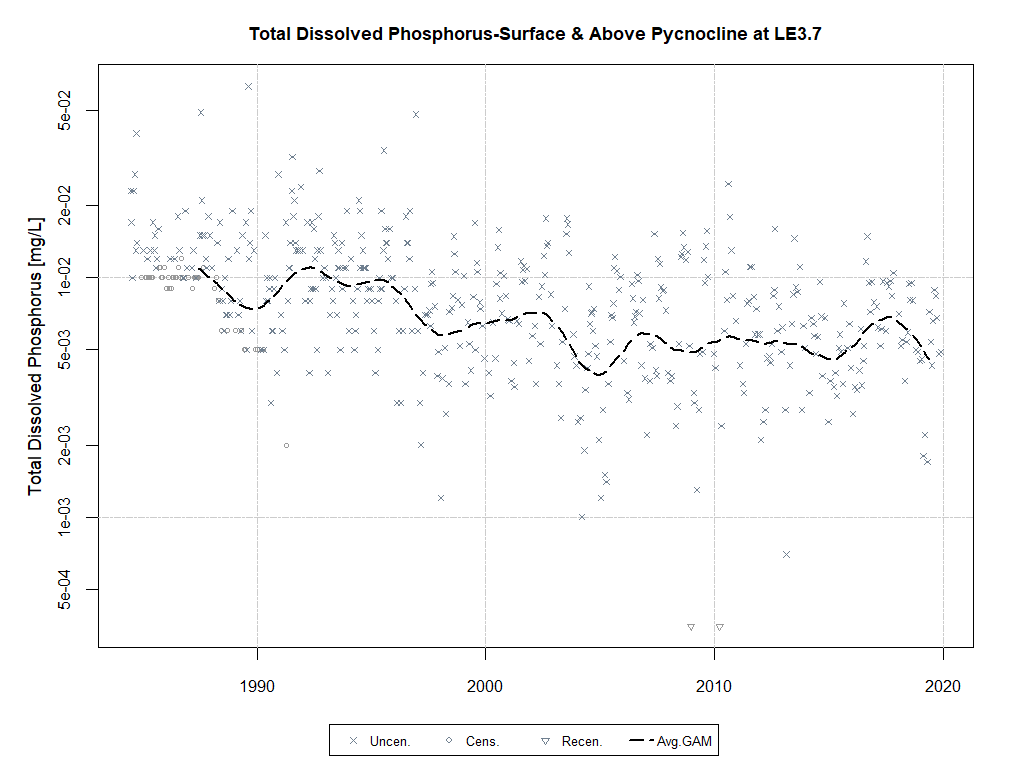 Total Dissolved Phosphorus-Surface & Above Pycnocline at LE3.7
Total Dissolved Phosphorus [mg/L]
5e-02
2e-02
1e-02
5e-03
2e-03
1e-03
5e-04
1990 2000 2010 2020
Uncen. Cens. Recen. Avg.GAM